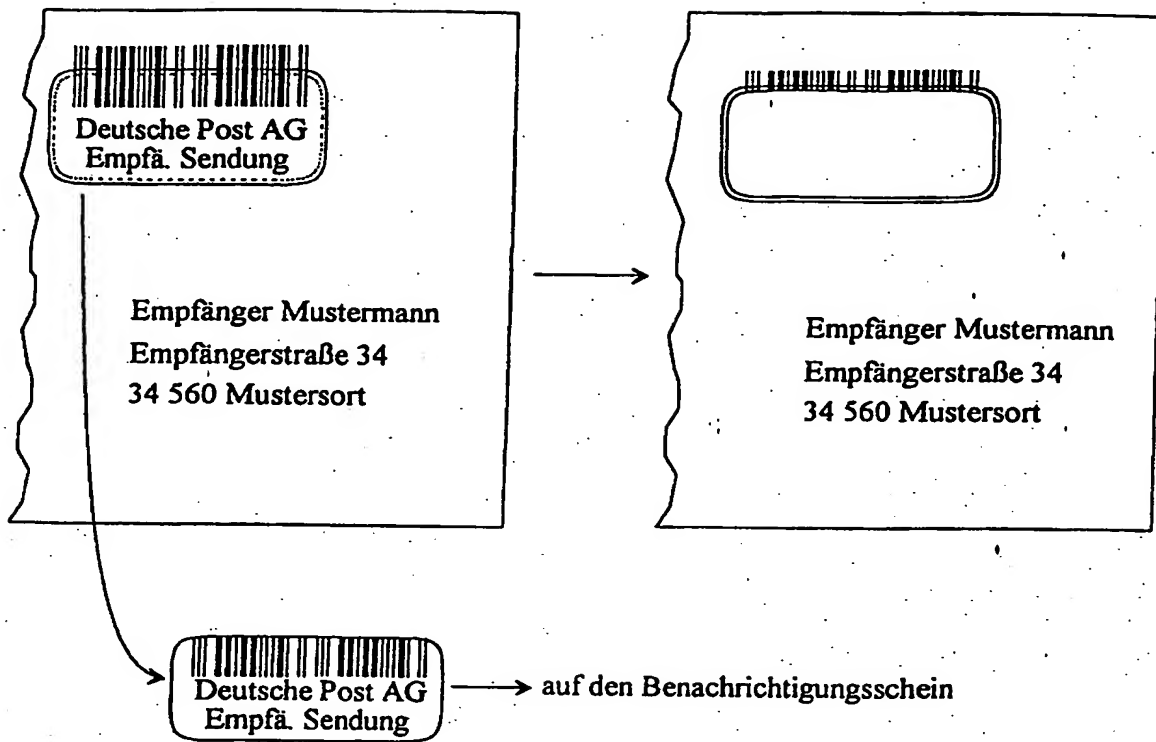 Deutsche Post AG
Empfä. Sendung
Empfänger Mustermann
Empfängerstraße 34
34 560 Mustersort
Empfänger Mustermann
Empfängerstraße 34
34 560 Mustersort
Deutsche Post AG
Empfä. Sendung
auf den Benachrichtigungsschein